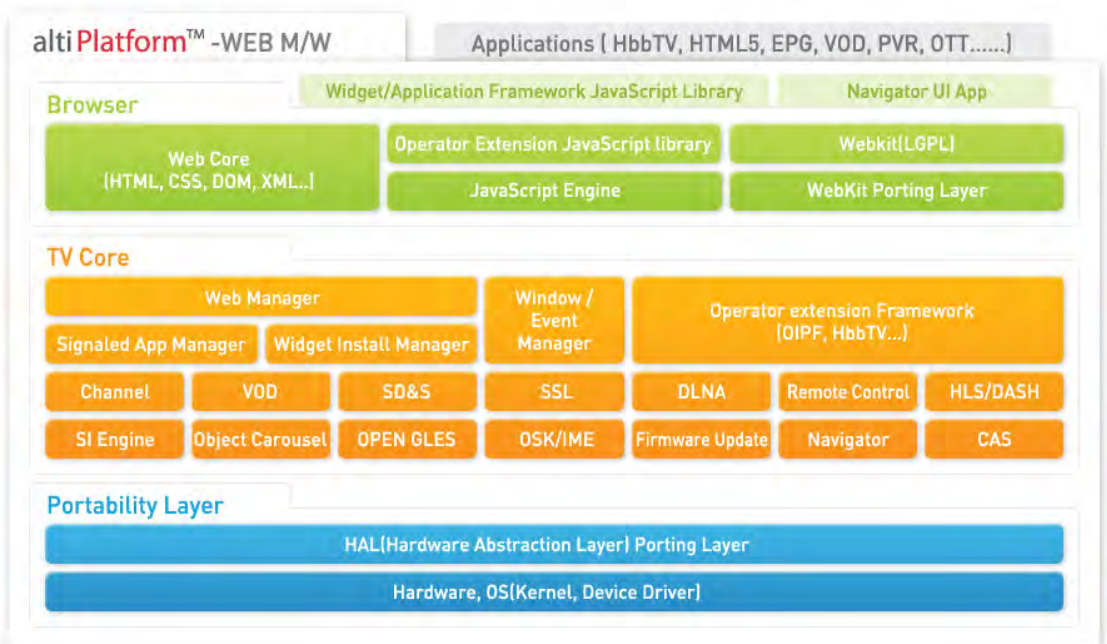 altiPlatform™ -WEB M/W
Applications ( HbbTV, HTML5, EPG, VOD, PVR, OTT......)
Browser
Widget/Application Framework JavaScript Library
Navigator UI App
Web Core
(HTML, CSS, DOM, XML..)
Operator Extension JavaScript library
Webkit(LGPL)
JavaScript Engine
WebKit Porting Layer
TV Core
Web Manager
Window /
Event
Manager
Operator extension Framework
(OIPF, HbbTV...)
Signaled App Manager
Widget Install Manager
Channel
VOD
SD&S
SSL
DLNA
Remote Control
HLS/DASH
SI Engine
Object Carousel
OPEN GLES
OSK/IME
Firmware Update
Navigator
CAS
Portability Layer
HAL(Hardware Abstraction Layer) Porting Layer
Hardware, OS(Kernel, Device Driver)